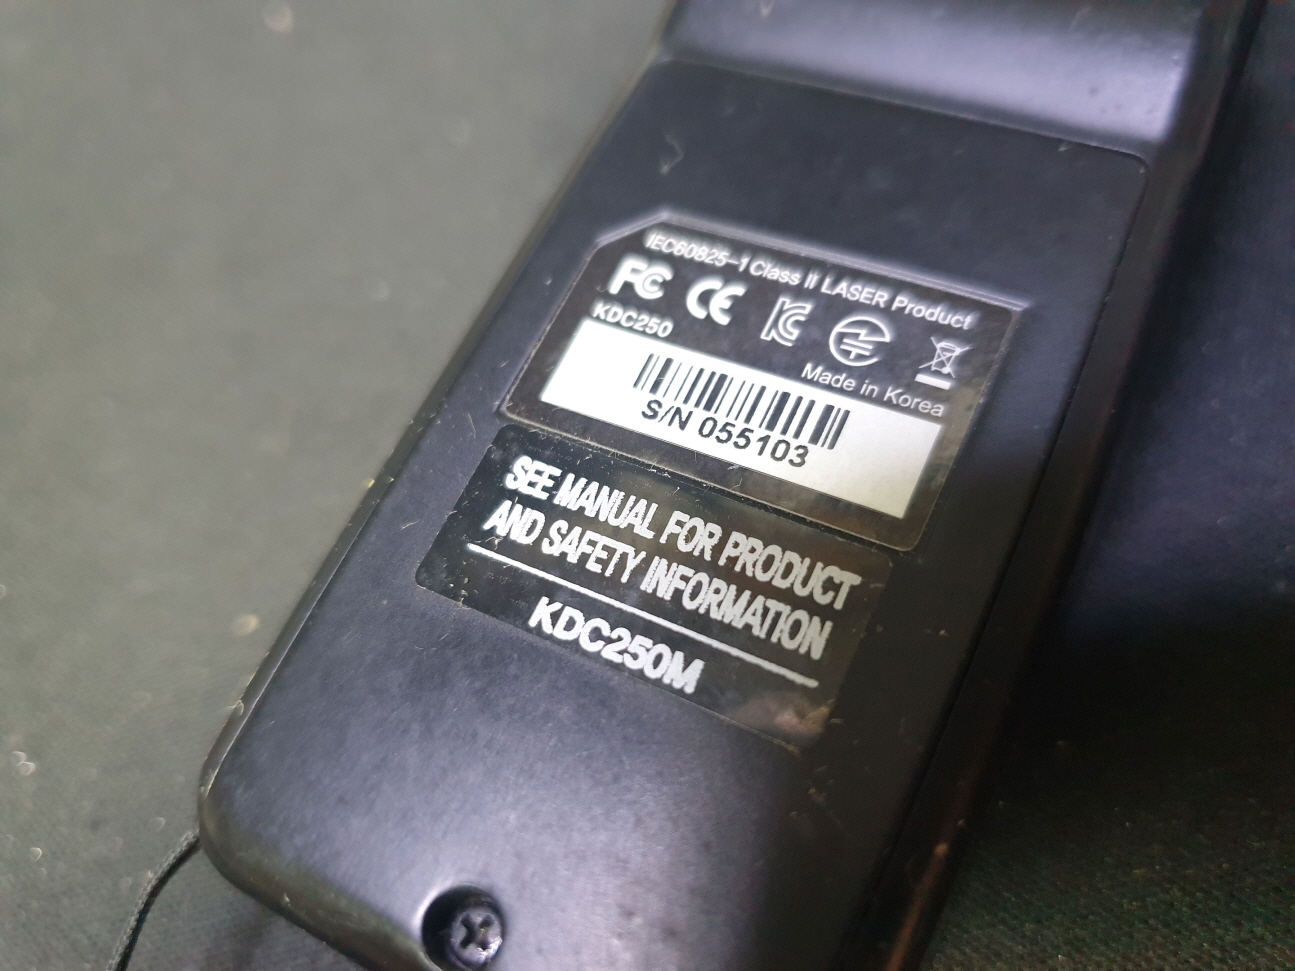 IEC60825-1 Class II LASER Product
FC CE
KDC250
Made in Korea
S/N 055103
SEE MANUAL FOR PRODUCT
AND SAFETY INFORMATION
KDC250M